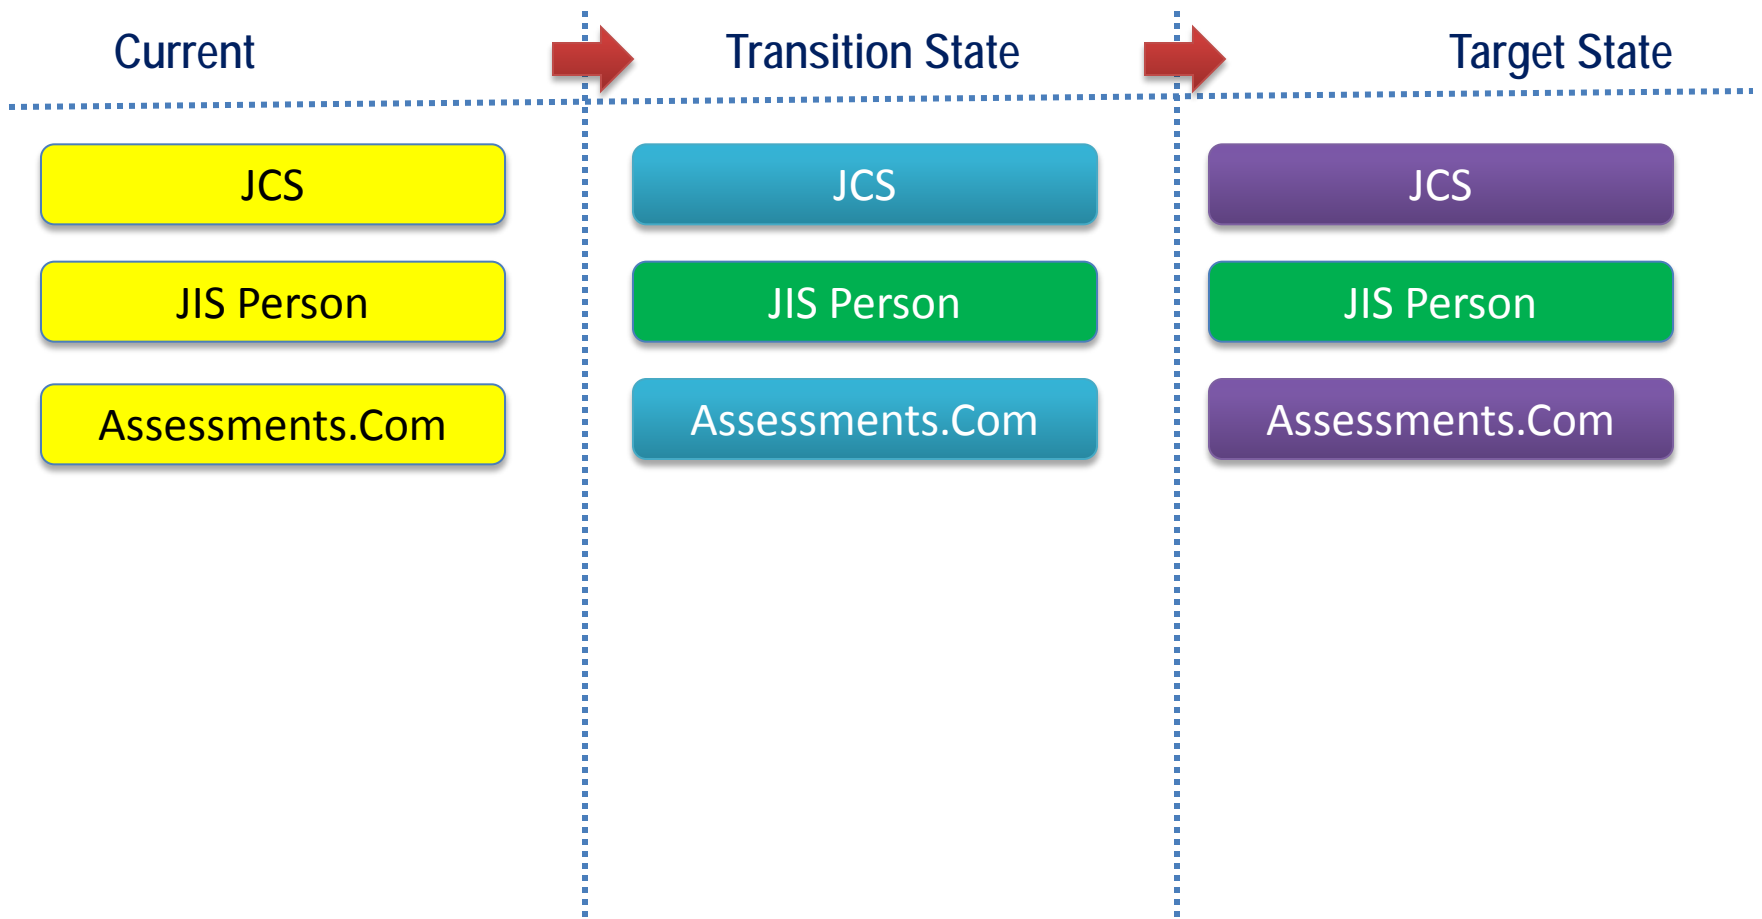 Current
Transition State
Target State
JCS
JCS
JCS
JIS Person
JIS Person
JIS Person
Assessments.Com
Assessments.Com
Assessments.Com